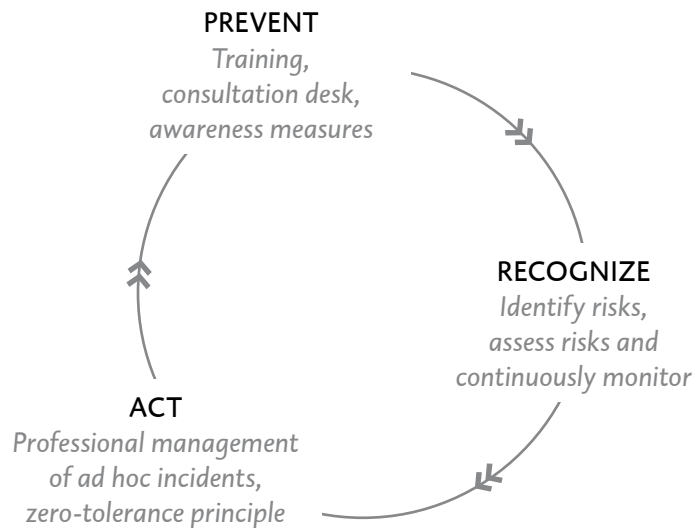 PREVENT
Training,
consultation desk,
awareness measures
RECOGNIZE
Identify risks,
assess risks and
continuously monitor
ACT
Professional management
of ad hoc incidents,
zero-tolerance principle